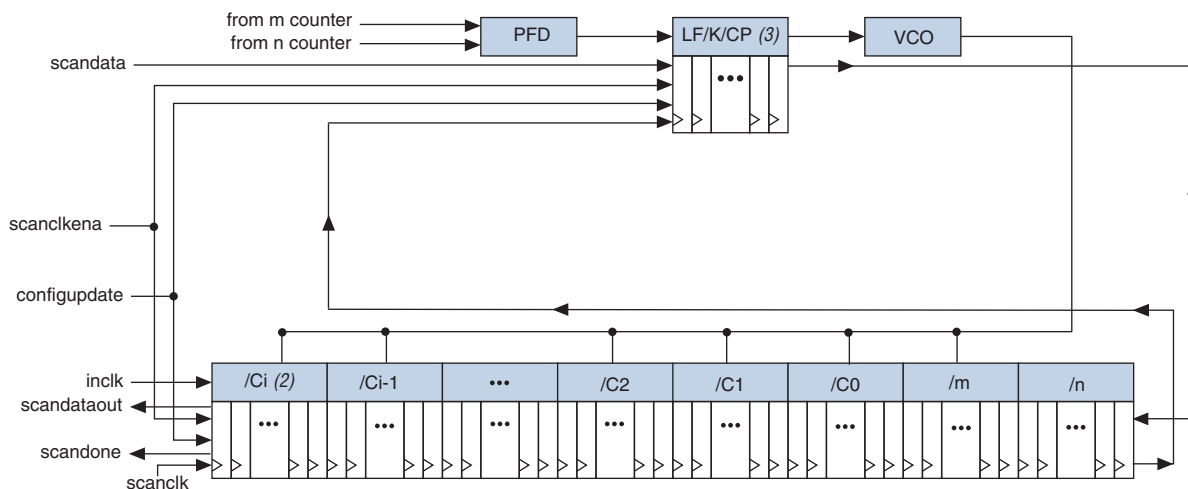 from m counter
from n counter
PFD
LF/K/CP (3)
VCO
scandata
•••
scanclkena
configupdate
inclk
/Ci (2)
/Ci-1
•••
/C2
/C1
/C0
/m
/n
scandataout
••• ••• ••• ••• ••• ••• ••• •••
scandone
scanclk